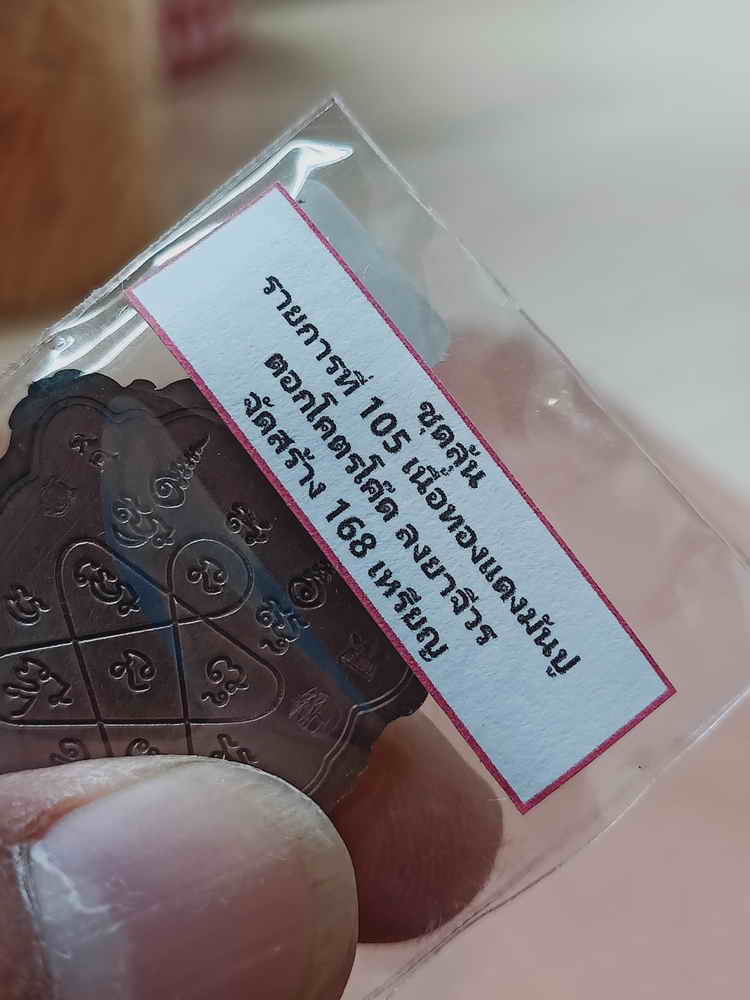 ชุดลุ้น
รายการที่ 105 เนื้อทองแดงมันปู
ตอกโคตรโค๊ด ลงยาจีวร
จัดสร้าง 168 เหรียญ